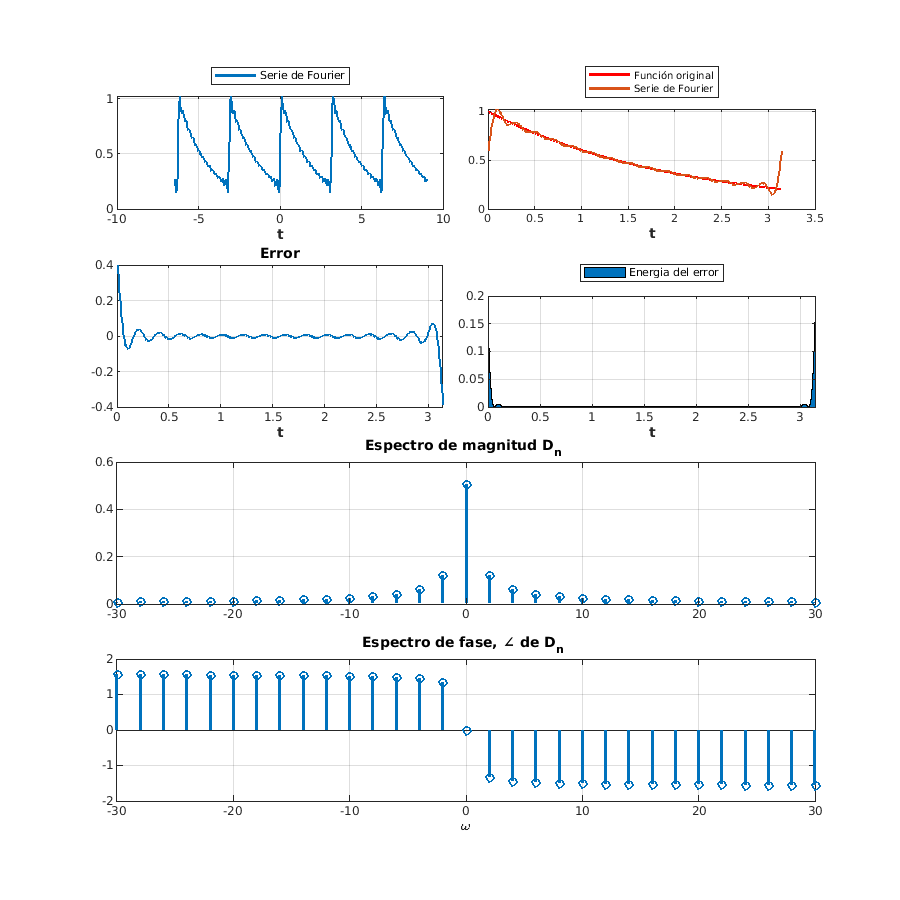 Serie de Fourier
1
0.5
0
-10 -5 0 5 10
t
Función original
Serie de Fourier
1
0.5
0
0 0.5 1 1.5 2 2.5 3 3.5
t
Error
0.4
0.2
0
-0.2
-0.4
0 0.5 1 1.5 2 2.5 3
t
Energia del error
0.2
0.15
0.1
0.05
0
0 0.5 1 1.5 2 2.5 3
t
Espectro de magnitud Dn
0.6
0.4
0.2
0
-30 -20 -10 0 10 20 30
Espectro de fase, ∠ de Dn
2
1
0
-1
-2
-30 -20 -10 0 10 20 30
ω